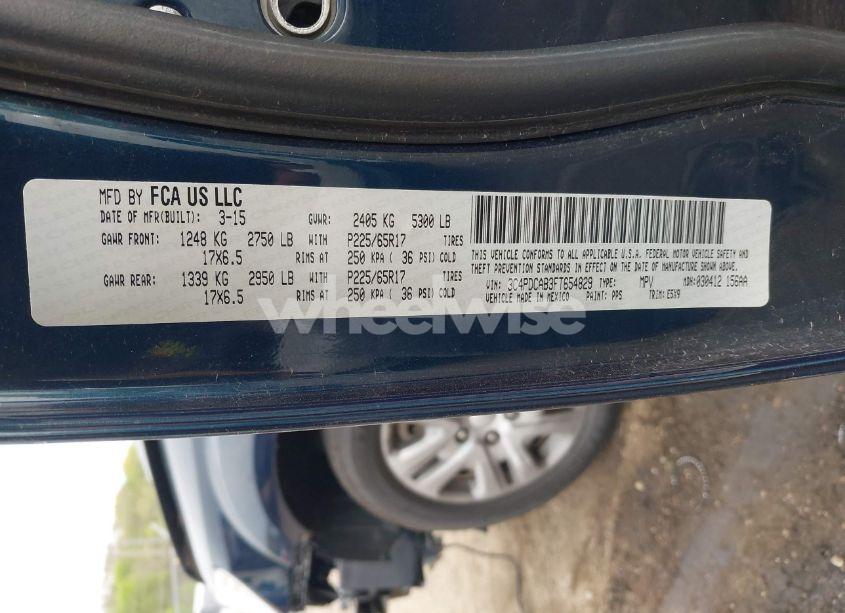 MFD BY FCA US LLC
DATE OF MFR(BUILT): 3-15 GVWR: 2405 KG 5300 LB
GAWR FRONT: 1248 KG 2750 LB WITH P225/65R17 TIRES
17X6.5 RIMS AT 250 KPA ( 36 PSI) COLD
GAWR REAR: 1339 KG 2950 LB WITH P225/65R17 TIRES
17X6.5 RIMS AT 250 KPA ( 36 PSI) COLD
THIS VEHICLE CONFORMS TO ALL APPLICABLE U.S.A. FEDERAL MOTOR VEHICLE SAFETY AND
THEFT PREVENTION STANDARDS IN EFFECT ON THE DATE OF MANUFACTURE SHOWN ABOVE.
VIN: 3C4PDCAB3FT654829 TYPE: MPV MDH: 030412 156AA
VEHICLE MADE IN MEXICO PAINT: PPS TRIM: E5X9
wheelwise